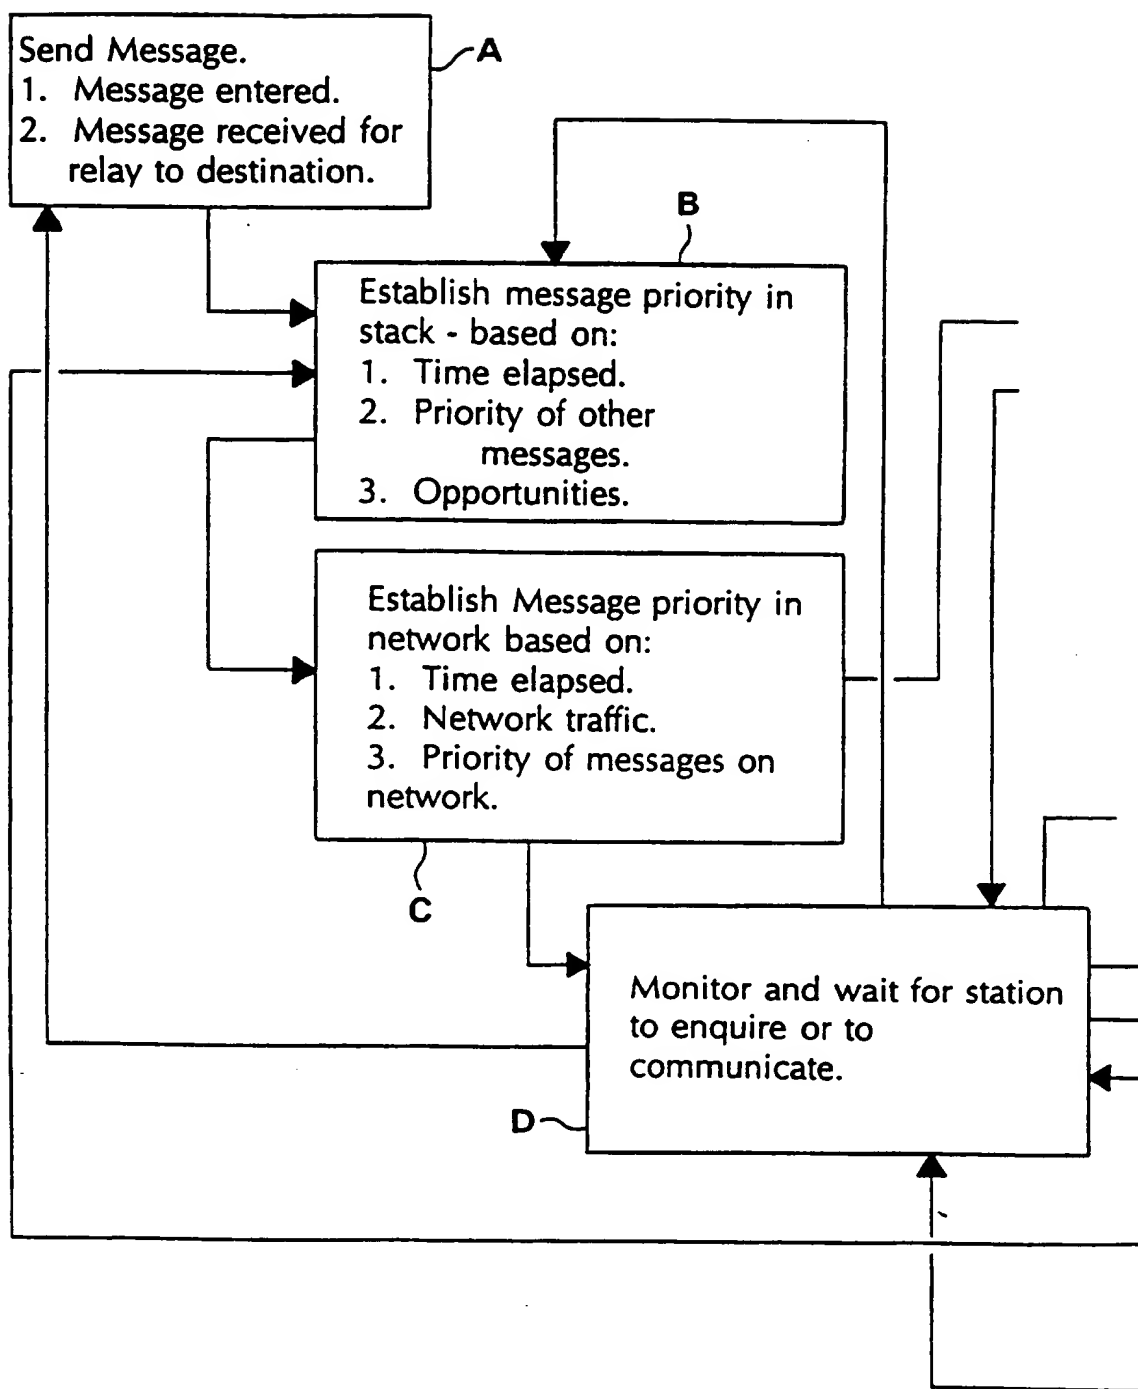 Send Message.
1. Message entered.
2. Message received for
relay to destination.
A
B
Establish message priority in
stack - based on:
1. Time elapsed.
2. Priority of other
messages.
3. Opportunities.
Establish Message priority in
network based on:
1. Time elapsed.
2. Network traffic.
3. Priority of messages on
network.
C
Monitor and wait for station
to enquire or to
communicate.
D